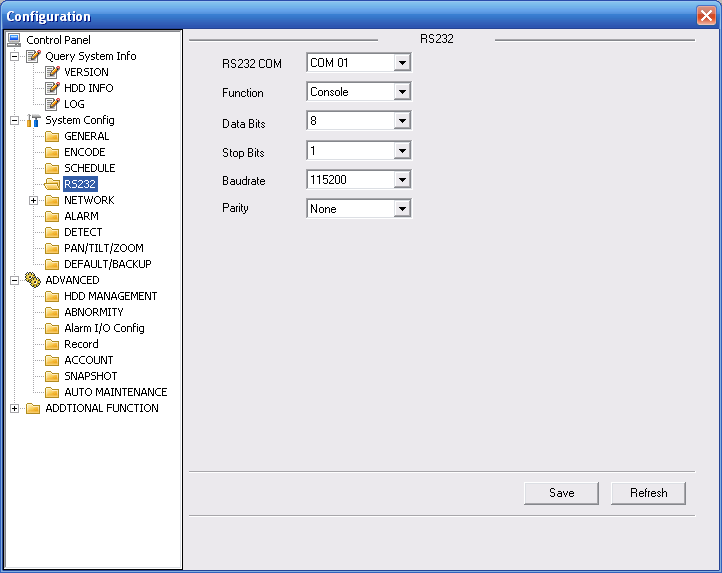 Configuration
Control Panel
Query System Info
VERSION
HDD INFO
LOG
System Config
GENERAL
ENCODE
SCHEDULE
RS232
NETWORK
ALARM
DETECT
PAN/TILT/ZOOM
DEFAULT/BACKUP
ADVANCED
HDD MANAGEMENT
ABNORMITY
Alarm I/O Config
Record
ACCOUNT
SNAPSHOT
AUTO MAINTENANCE
ADDTIONAL FUNCTION
RS232
RS232 COM COM 01
Function Console
Data Bits 8
Stop Bits 1
Baudrate 115200
Parity None
Save Refresh